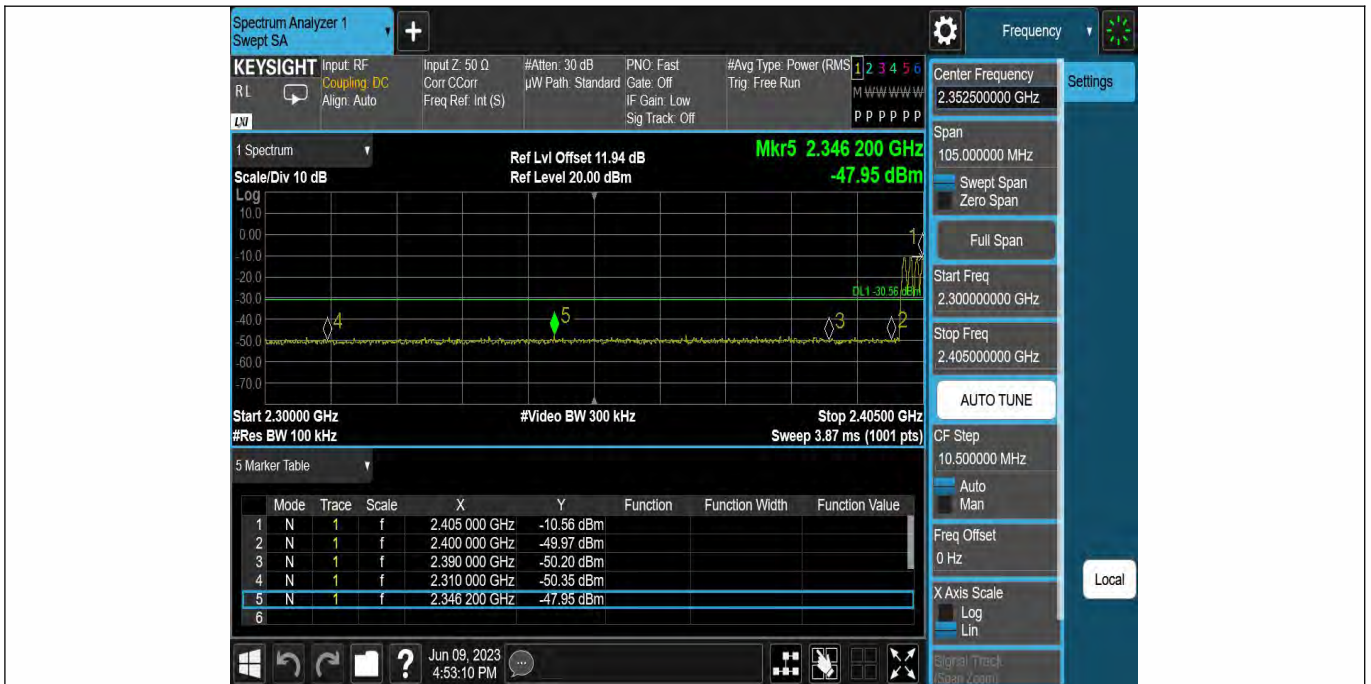 Spectrum Analyzer 1
Swept SA
+
Frequency
KEYSIGHT
RL
LXI
Input: RF
Coupling: DC
Align: Auto
Input Z: 50 Ω
Corr CCorr
Freq Ref: Int (S)
#Atten: 30 dB
µW Path: Standard
PNO: Fast
Gate: Off
IF Gain: Low
Sig Track: Off
#Avg Type: Power (RMS
Trig: Free Run
1 2 3 4 5 6
M W W W W W
P P P P P P
1 Spectrum
Scale/Div 10 dB
Ref Lvl Offset 11.94 dB
Ref Level 20.00 dBm
Mkr5 2.346 200 GHz
-47.95 dBm
Log
10.0
0.00
-10.0
-20.0
-30.0
-40.0
-50.0
-60.0
-70.0
1
DL1 -30.56 dBm
4
5
3
2
Start 2.30000 GHz
#Video BW 300 kHz
Stop 2.40500 GHz
#Res BW 100 kHz
Sweep 3.87 ms (1001 pts)
5 Marker Table
Mode Trace Scale X Y Function Function Width Function Value
1 N 1 f 2.405 000 GHz -10.56 dBm
2 N 1 f 2.400 000 GHz -49.97 dBm
3 N 1 f 2.390 000 GHz -50.20 dBm
4 N 1 f 2.310 000 GHz -50.35 dBm
5 N 1 f 2.346 200 GHz -47.95 dBm
6
?
Jun 09, 2023
4:53:10 PM
Center Frequency
2.352500000 GHz
Settings
Span
105.000000 MHz
Swept Span
Zero Span
Full Span
Start Freq
2.300000000 GHz
Stop Freq
2.405000000 GHz
AUTO TUNE
CF Step
10.500000 MHz
Auto
Man
Freq Offset
0 Hz
X Axis Scale
Log
Lin
Local
Signal Track
(Span Zoom)